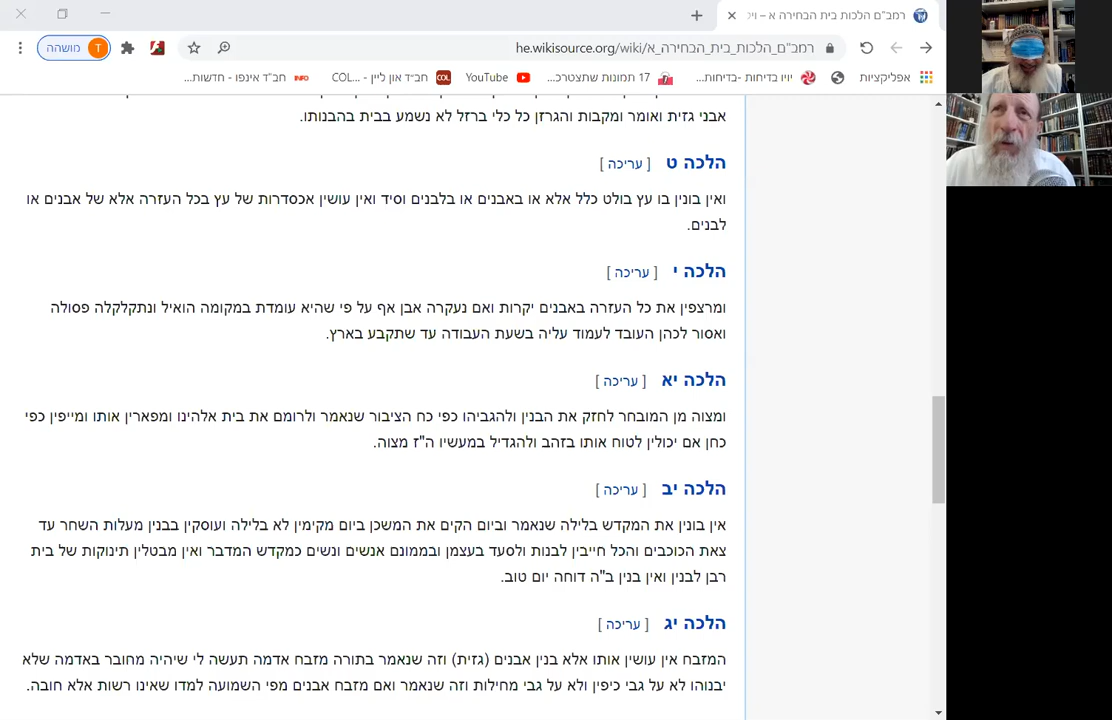 רמב"ם הלכות בית הבחירה א – ויק
he.wikisource.org/wiki/רמב"ם_הלכות_בית_הבחירה_א
מושהה
T
אפליקציות
יויו בדיחות -בדיחות...
17 תמונות שתצטרכ...
YouTube
COL
חב״ד און ליין - COL...
INFO
חב״ד אינפו - חדשות...
אבני גזית ואומר ומקבות והגרזן כל כלי ברזל לא נשמע בבית בהבנותו.
הלכה ט [ עריכה ]
ואין בונין בו עץ בולט כלל אלא או באבנים או בלבנים וסיד ואין עושין אכסדרות של עץ בכל העזרה אלא של אבנים או
לבנים.
הלכה י [ עריכה ]
ומרצפין את כל העזרה באבנים יקרות ואם נעקרה אבן אף על פי שהיא עומדת במקומה הואיל ונתקלקלה פסולה
ואסור לכהן העובד לעמוד עליה בשעת העבודה עד שתקבע בארץ.
הלכה יא [ עריכה ]
ומצוה מן המובחר לחזק את הבנין ולהגביהו כפי כח הציבור שנאמר ולרומם את בית אלהינו ומפארין אותו ומייפין כפי
כחן אם יכולין לטוח אותו בזהב ולהגדיל במעשיו ה"ז מצוה.
הלכה יב [ עריכה ]
אין בונין את המקדש בלילה שנאמר וביום הקים את המשכן ביום מקימין לא בלילה ועוסקין בבנין מעלות השחר עד
צאת הכוכבים והכל חייבין לבנות ולסעד בעצמן ובממונם אנשים ונשים כמקדש המדבר ואין מבטלין תינוקות של בית
רבן לבנין ואין בנין ב"ה דוחה יום טוב.
הלכה יג [ עריכה ]
המזבח אין עושין אותו אלא בנין אבנים (גזית) וזה שנאמר בתורה מזבח אדמה תעשה לי שיהיה מחובר באדמה שלא
יבנוהו לא על גבי כיפין ולא על גבי מחילות וזה שנאמר ואם מזבח אבנים מפי השמועה למדו שאינו רשות אלא חובה.